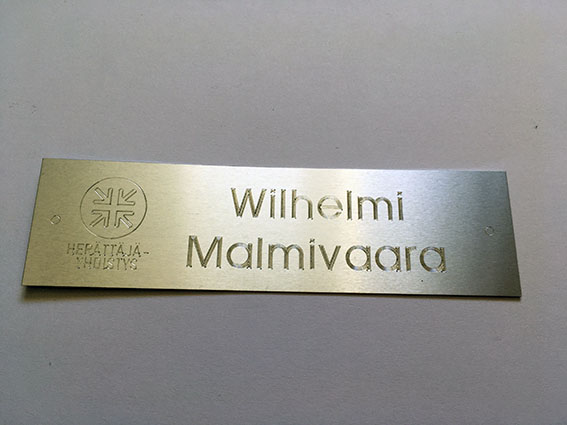 Wilhelmi
Malmivaara
HERÄTTÄJÄ-
YHDISTYS